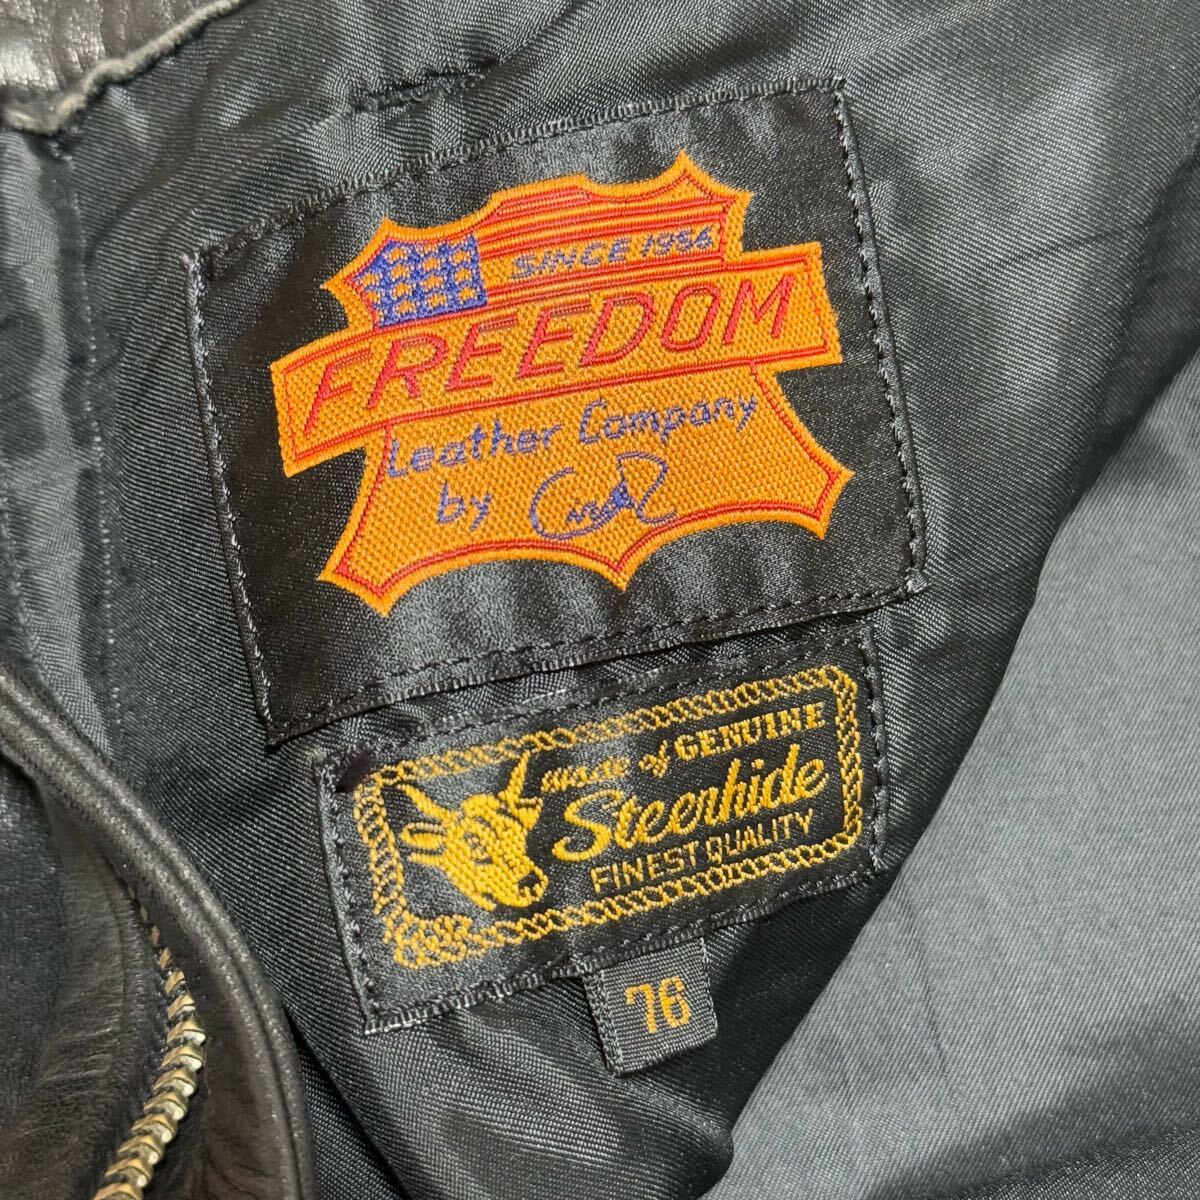 SINCE 1956
FREEDOM
Leather Company
by
made of GENUINE
Steerhide
FINEST QUALITY
76